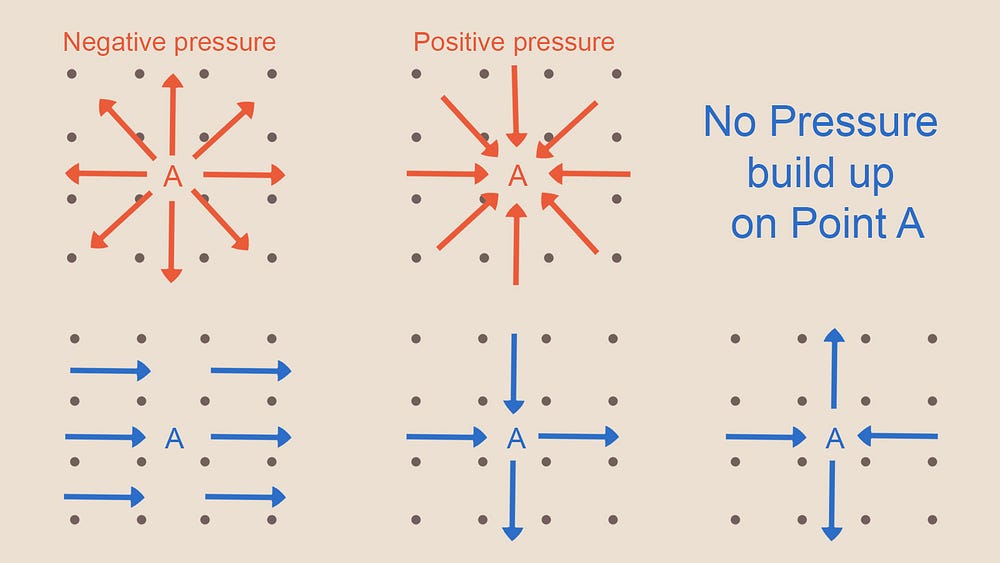 Negative pressure
Positive pressure
A
A
No Pressure
build up
on Point A
A
A
A